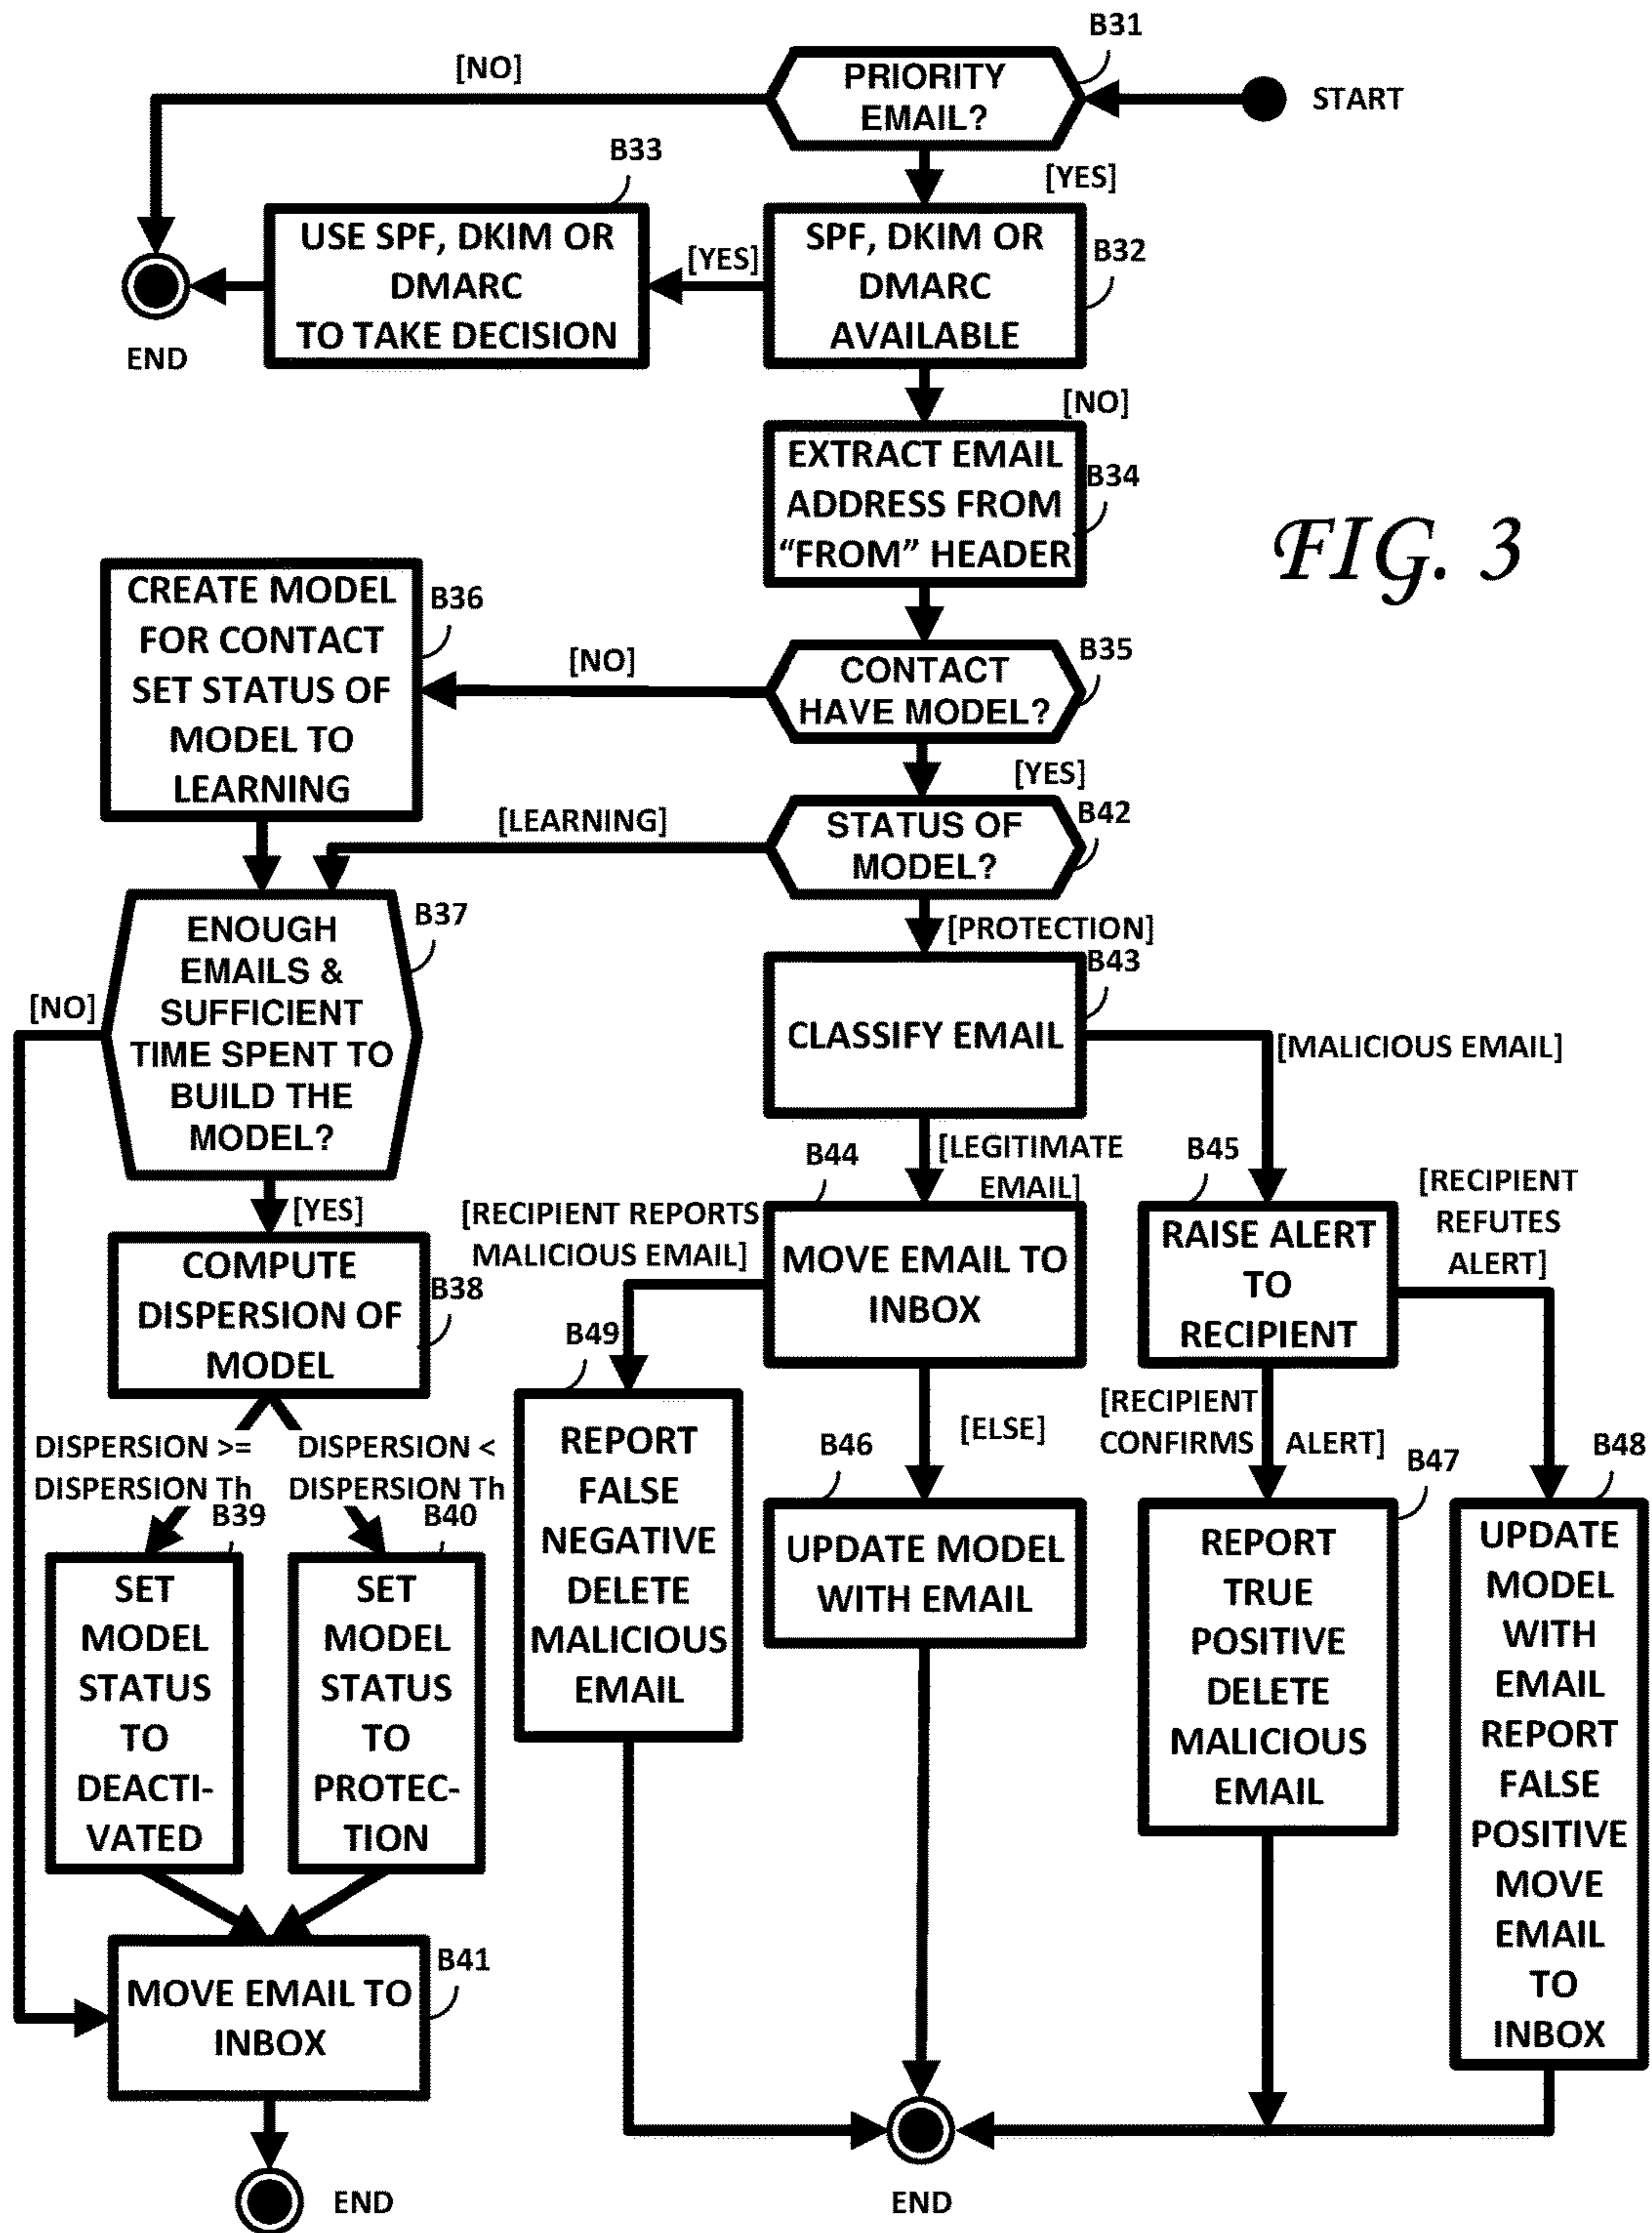 B31
[NO]
PRIORITY
EMAIL?
START
B33
[YES]
USE SPF, DKIM OR
DMARC
TO TAKE DECISION
[YES]
SPF, DKIM OR
DMARC
AVAILABLE
B32
END
[NO]
EXTRACT EMAIL
ADDRESS FROM
“FROM” HEADER
B34
FIG. 3
CREATE MODEL
FOR CONTACT
SET STATUS OF
MODEL TO
LEARNING
B36
[NO]
CONTACT
HAVE MODEL?
B35
[YES]
[LEARNING]
STATUS OF
MODEL?
B42
ENOUGH
EMAILS &
SUFFICIENT
TIME SPENT TO
BUILD THE
MODEL?
B37
[NO]
[PROTECTION]
B43
CLASSIFY EMAIL
[MALICIOUS EMAIL]
[YES]
[LEGITIMATE
EMAIL]
B44
B45
[RECIPIENT
REFUTES
ALERT]
[RECIPIENT REPORTS
MALICIOUS EMAIL]
COMPUTE
DISPERSION OF
MODEL
B38
MOVE EMAIL TO
INBOX
RAISE ALERT
TO
RECIPIENT
B49
[RECIPIENT
CONFIRMS ALERT]
[ELSE]
DISPERSION >=
DISPERSION Th
DISPERSION <
DISPERSION Th
B39
B40
B46
B47
B48
REPORT
FALSE
NEGATIVE
DELETE
MALICIOUS
EMAIL
UPDATE MODEL
WITH EMAIL
REPORT
TRUE
POSITIVE
DELETE
MALICIOUS
EMAIL
UPDATE
MODEL
WITH
EMAIL
REPORT
FALSE
POSITIVE
MOVE
EMAIL
TO
INBOX
SET
MODEL
STATUS
TO
DEACTI-
VATED
SET
MODEL
STATUS
TO
PROTEC-
TION
MOVE EMAIL TO
INBOX
B41
END
END